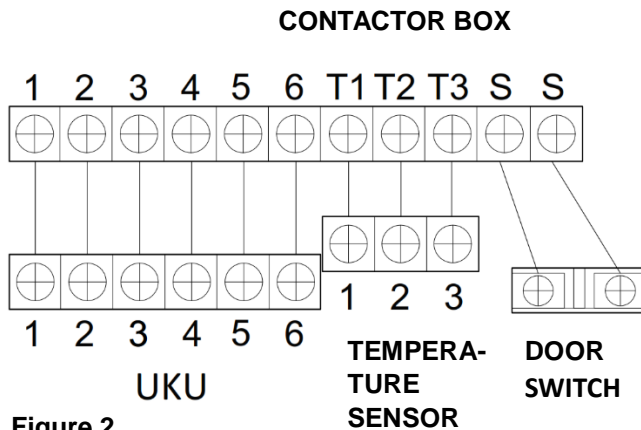 CONTACTOR BOX
1 2 3 4 5 6 T1 T2 T3 S S
1 2 3 4 5 6
1 2 3
UKU
TEMPERA-
TURE
SENSOR
DOOR
SWITCH
Figure 2